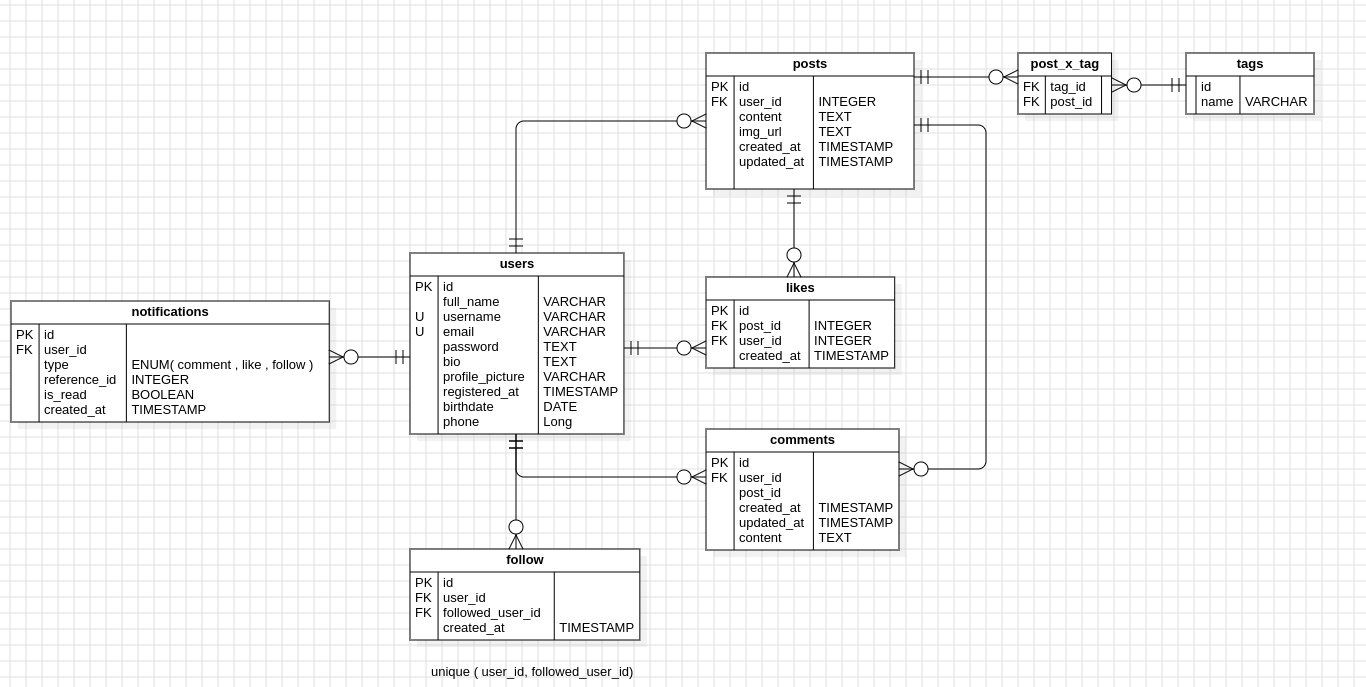 posts
PK id
FK user_id INTEGER
content TEXT
img_url TEXT
created_at TIMESTAMP
updated_at TIMESTAMP
post_x_tag
FK tag_id
FK post_id
tags
id
name VARCHAR
users
PK id
full_name VARCHAR
U username VARCHAR
U email VARCHAR
password TEXT
bio TEXT
profile_picture VARCHAR
registered_at TIMESTAMP
birthdate DATE
phone Long
likes
PK id
FK post_id INTEGER
FK user_id INTEGER
created_at TIMESTAMP
notifications
PK id
FK user_id
type ENUM( comment , like , follow )
reference_id INTEGER
is_read BOOLEAN
created_at TIMESTAMP
comments
PK id
FK user_id
post_id
created_at TIMESTAMP
updated_at TIMESTAMP
content TEXT
follow
PK id
FK user_id
FK followed_user_id
created_at TIMESTAMP
unique ( user_id, followed_user_id)